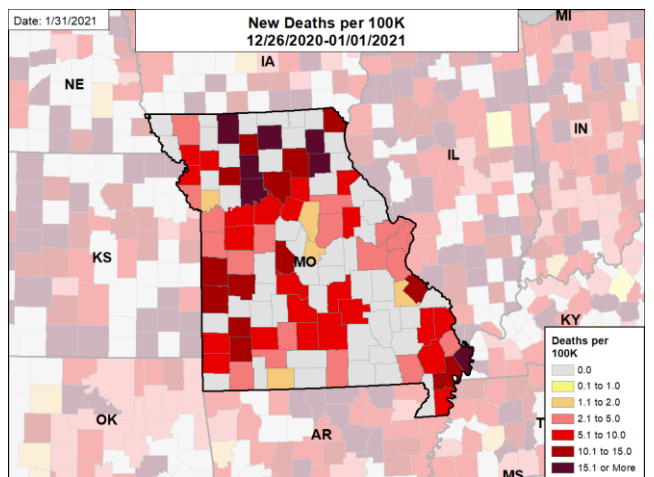 Date: 1/31/2021
New Deaths per 100K
12/26/2020-01/01/2021
MI
IA
NE
IN
IL
KS
MO
KY
Deaths per
100K
0.0
0.1 to 1.0
1.1 to 2.0
2.1 to 5.0
5.1 to 10.0
10.1 to 15.0
15.1 or More
OK
AR
T
MS